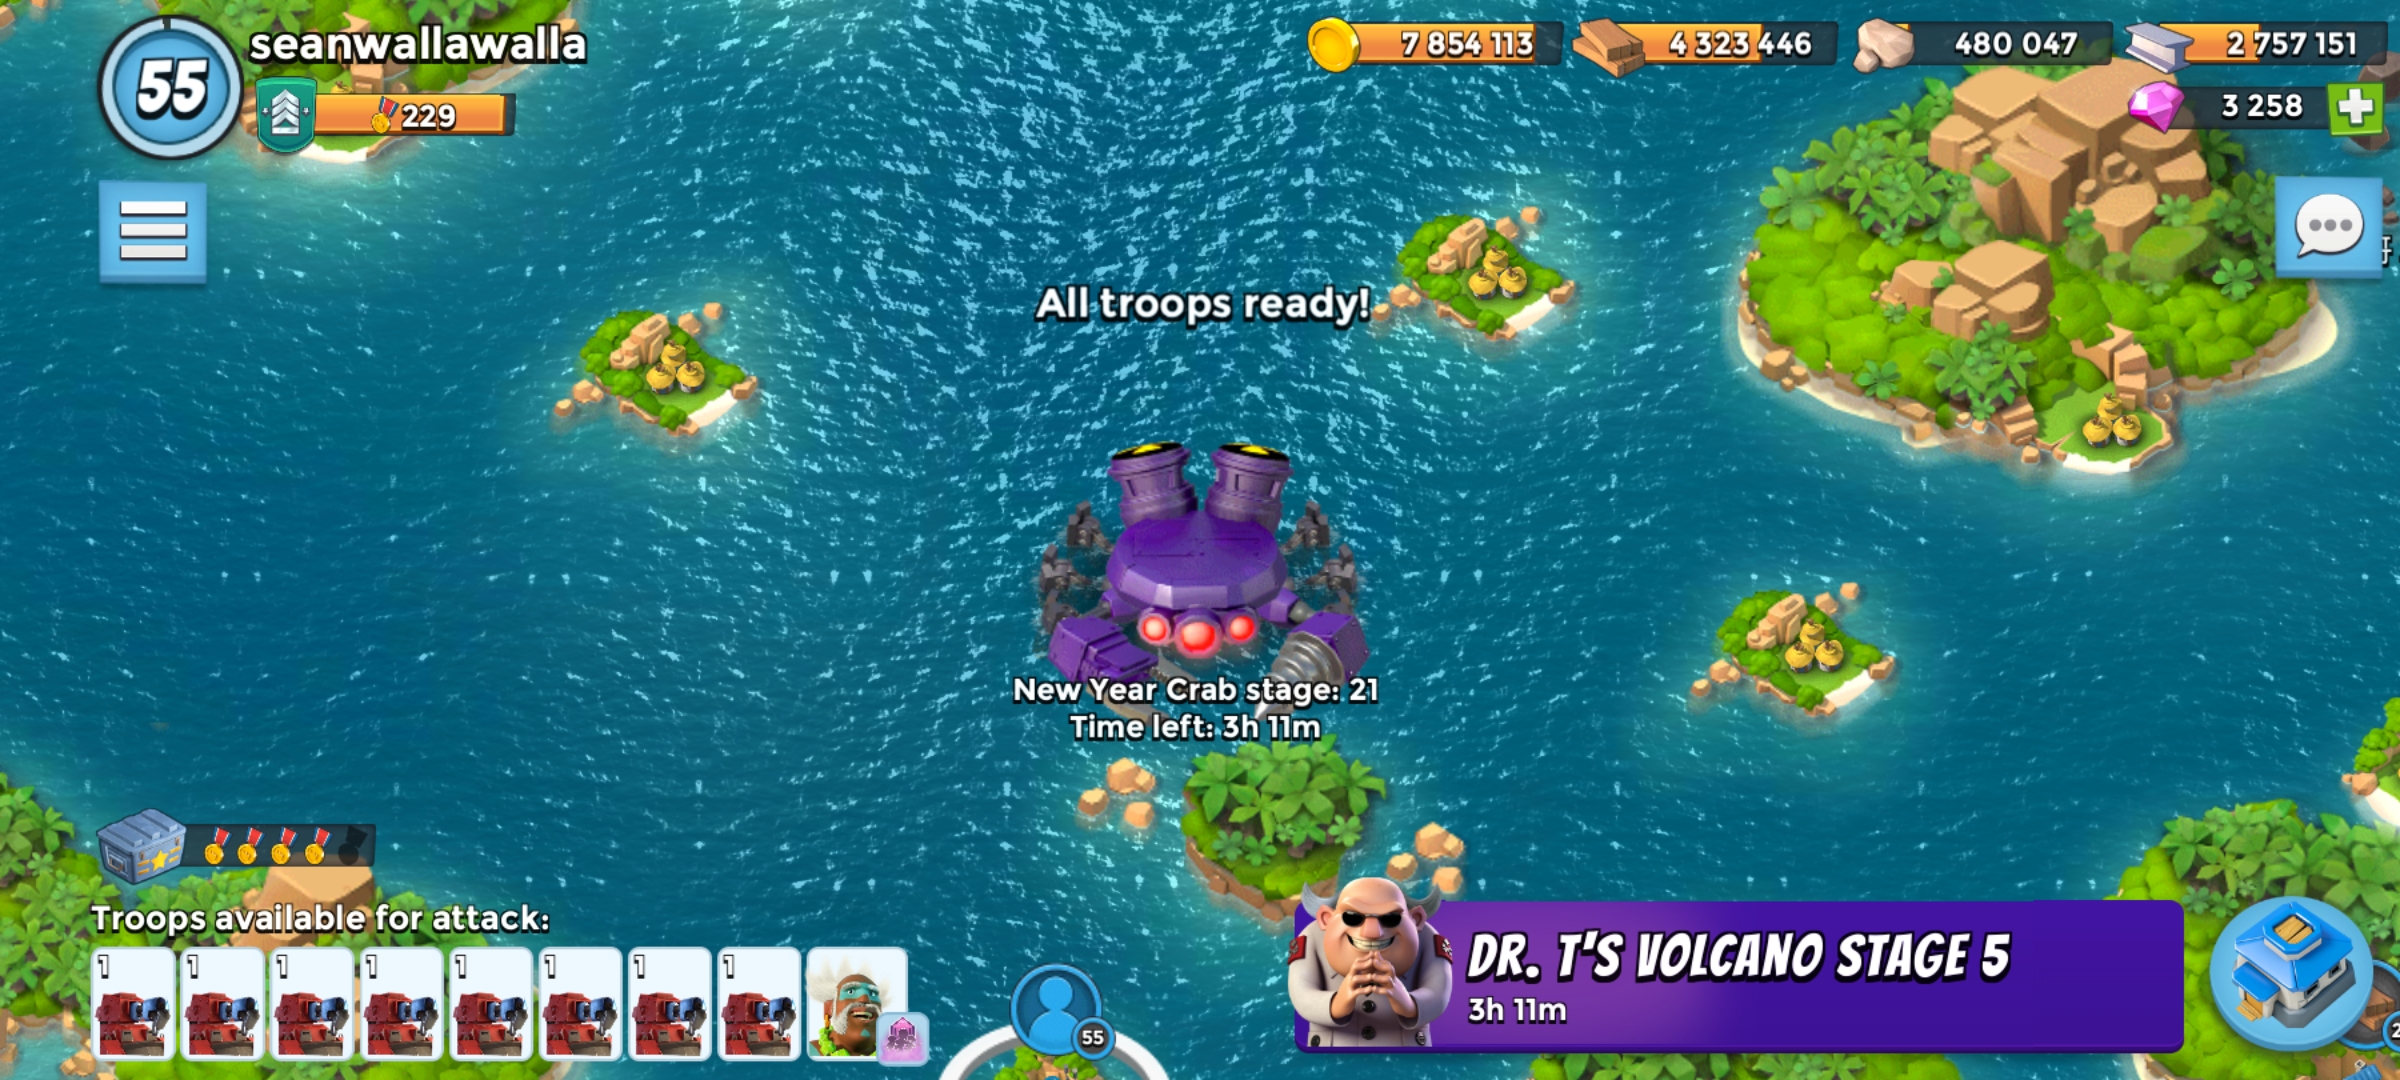 55
seanwallawalla
229
7 854 113
4 323 446
480 047
2 757 151
3 258
All troops ready!
New Year Crab stage: 21
Time left: 3h 11m
Troops available for attack:
1 1 1 1 1 1 1 1
55
DR. T'S VOLCANO STAGE 5
3h 11m